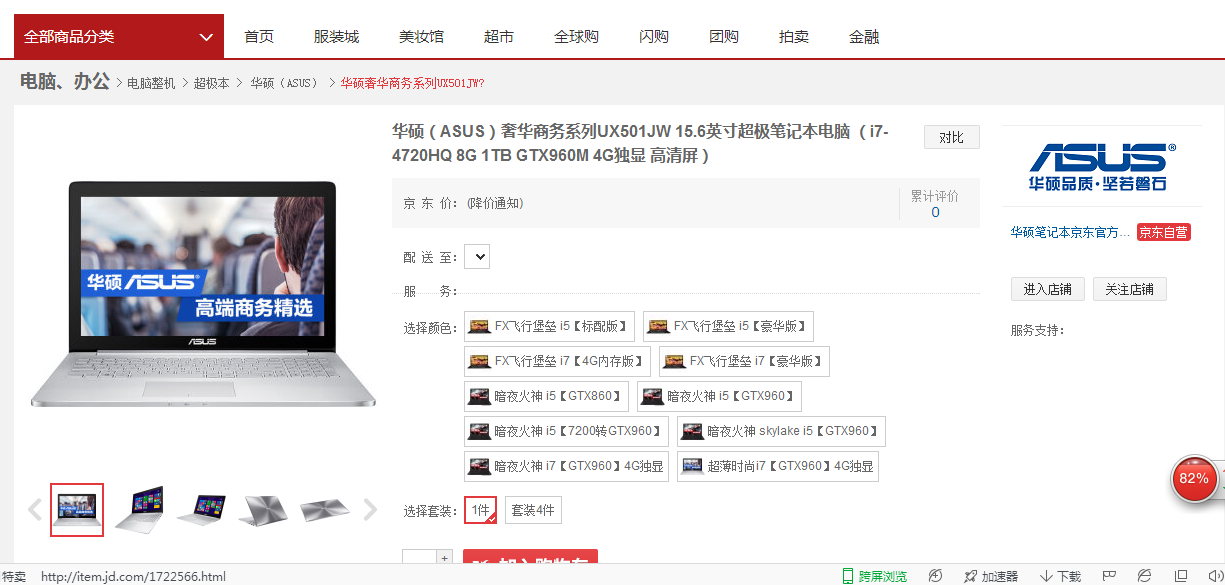 全部商品分类
首页 服装城 美妆馆 超市 全球购 闪购 团购 拍卖 金融
电脑、办公 > 电脑整机 > 超极本 > 华硕（ASUS） > 华硕奢华商务系列UX501JW?
华硕（ASUS）奢华商务系列UX501JW 15.6英寸超极笔记本电脑 （i7-
4720HQ 8G 1TB GTX960M 4G独显 高清屏）
对比
京 东 价： (降价通知)
累计评价
0
配 送 至：
服 务：
选择颜色：
FX飞行堡垒 i5【标配版】
FX飞行堡垒 i5【豪华版】
FX飞行堡垒 i7【4G内存版】
FX飞行堡垒 i7【豪华版】
暗夜火神 i5【GTX860】
暗夜火神 i5【GTX960】
暗夜火神 i5【7200转GTX960】
暗夜火神 skylake i5【GTX960】
暗夜火神 i7【GTX960】4G独显
超薄时尚i7【GTX960】4G独显
选择套装：
1件
套装4件
+
加入购物车
华硕 ASUS
高端商务精选
ASUS
ASUS
华硕品质·坚若磐石
华硕笔记本京东官方...
京东自营
进入店铺
关注店铺
服务支持：
82%
特卖
http://item.jd.com/1722566.html
跨屏浏览
加速器
下载